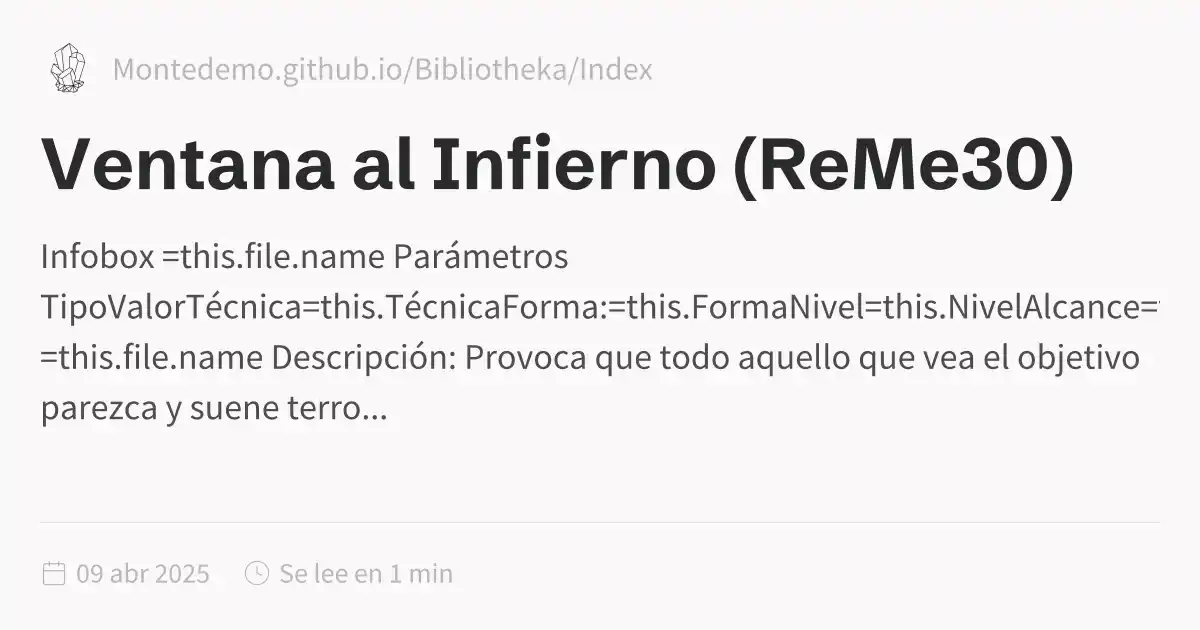 Montedemo.github.io/Bibliotheka/Index
Ventana al Infierno (ReMe30)
Infobox =this.file.name Parámetros
TipoValorTécnica=this.TécnicaForma:=this.FormaNivel=this.NivelAlcance=
=this.file.name Descripción: Provoca que todo aquello que vea el objetivo
parezca y suene terro...
09 abr 2025 Se lee en 1 min